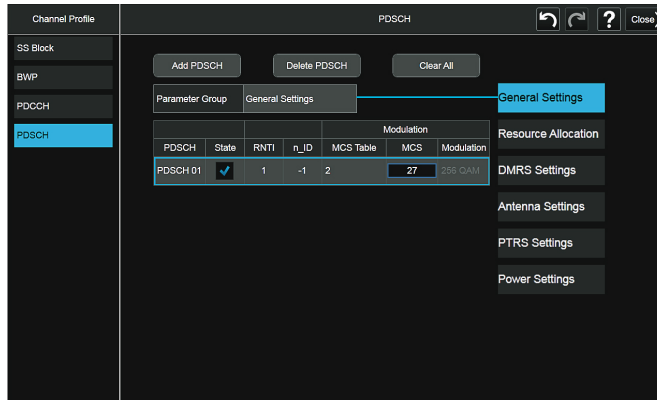 Channel Profile
PDSCH
?
Close
SS Block
BWP
PDCCH
PDSCH
Add PDSCH
Delete PDSCH
Clear All
Parameter Group
General Settings
General Settings
Resource Allocation
DMRS Settings
Antenna Settings
PTRS Settings
Power Settings
Modulation
PDSCH State RNTI n_ID MCS Table MCS Modulation
PDSCH 01 1 -1 2 27 256 QAM